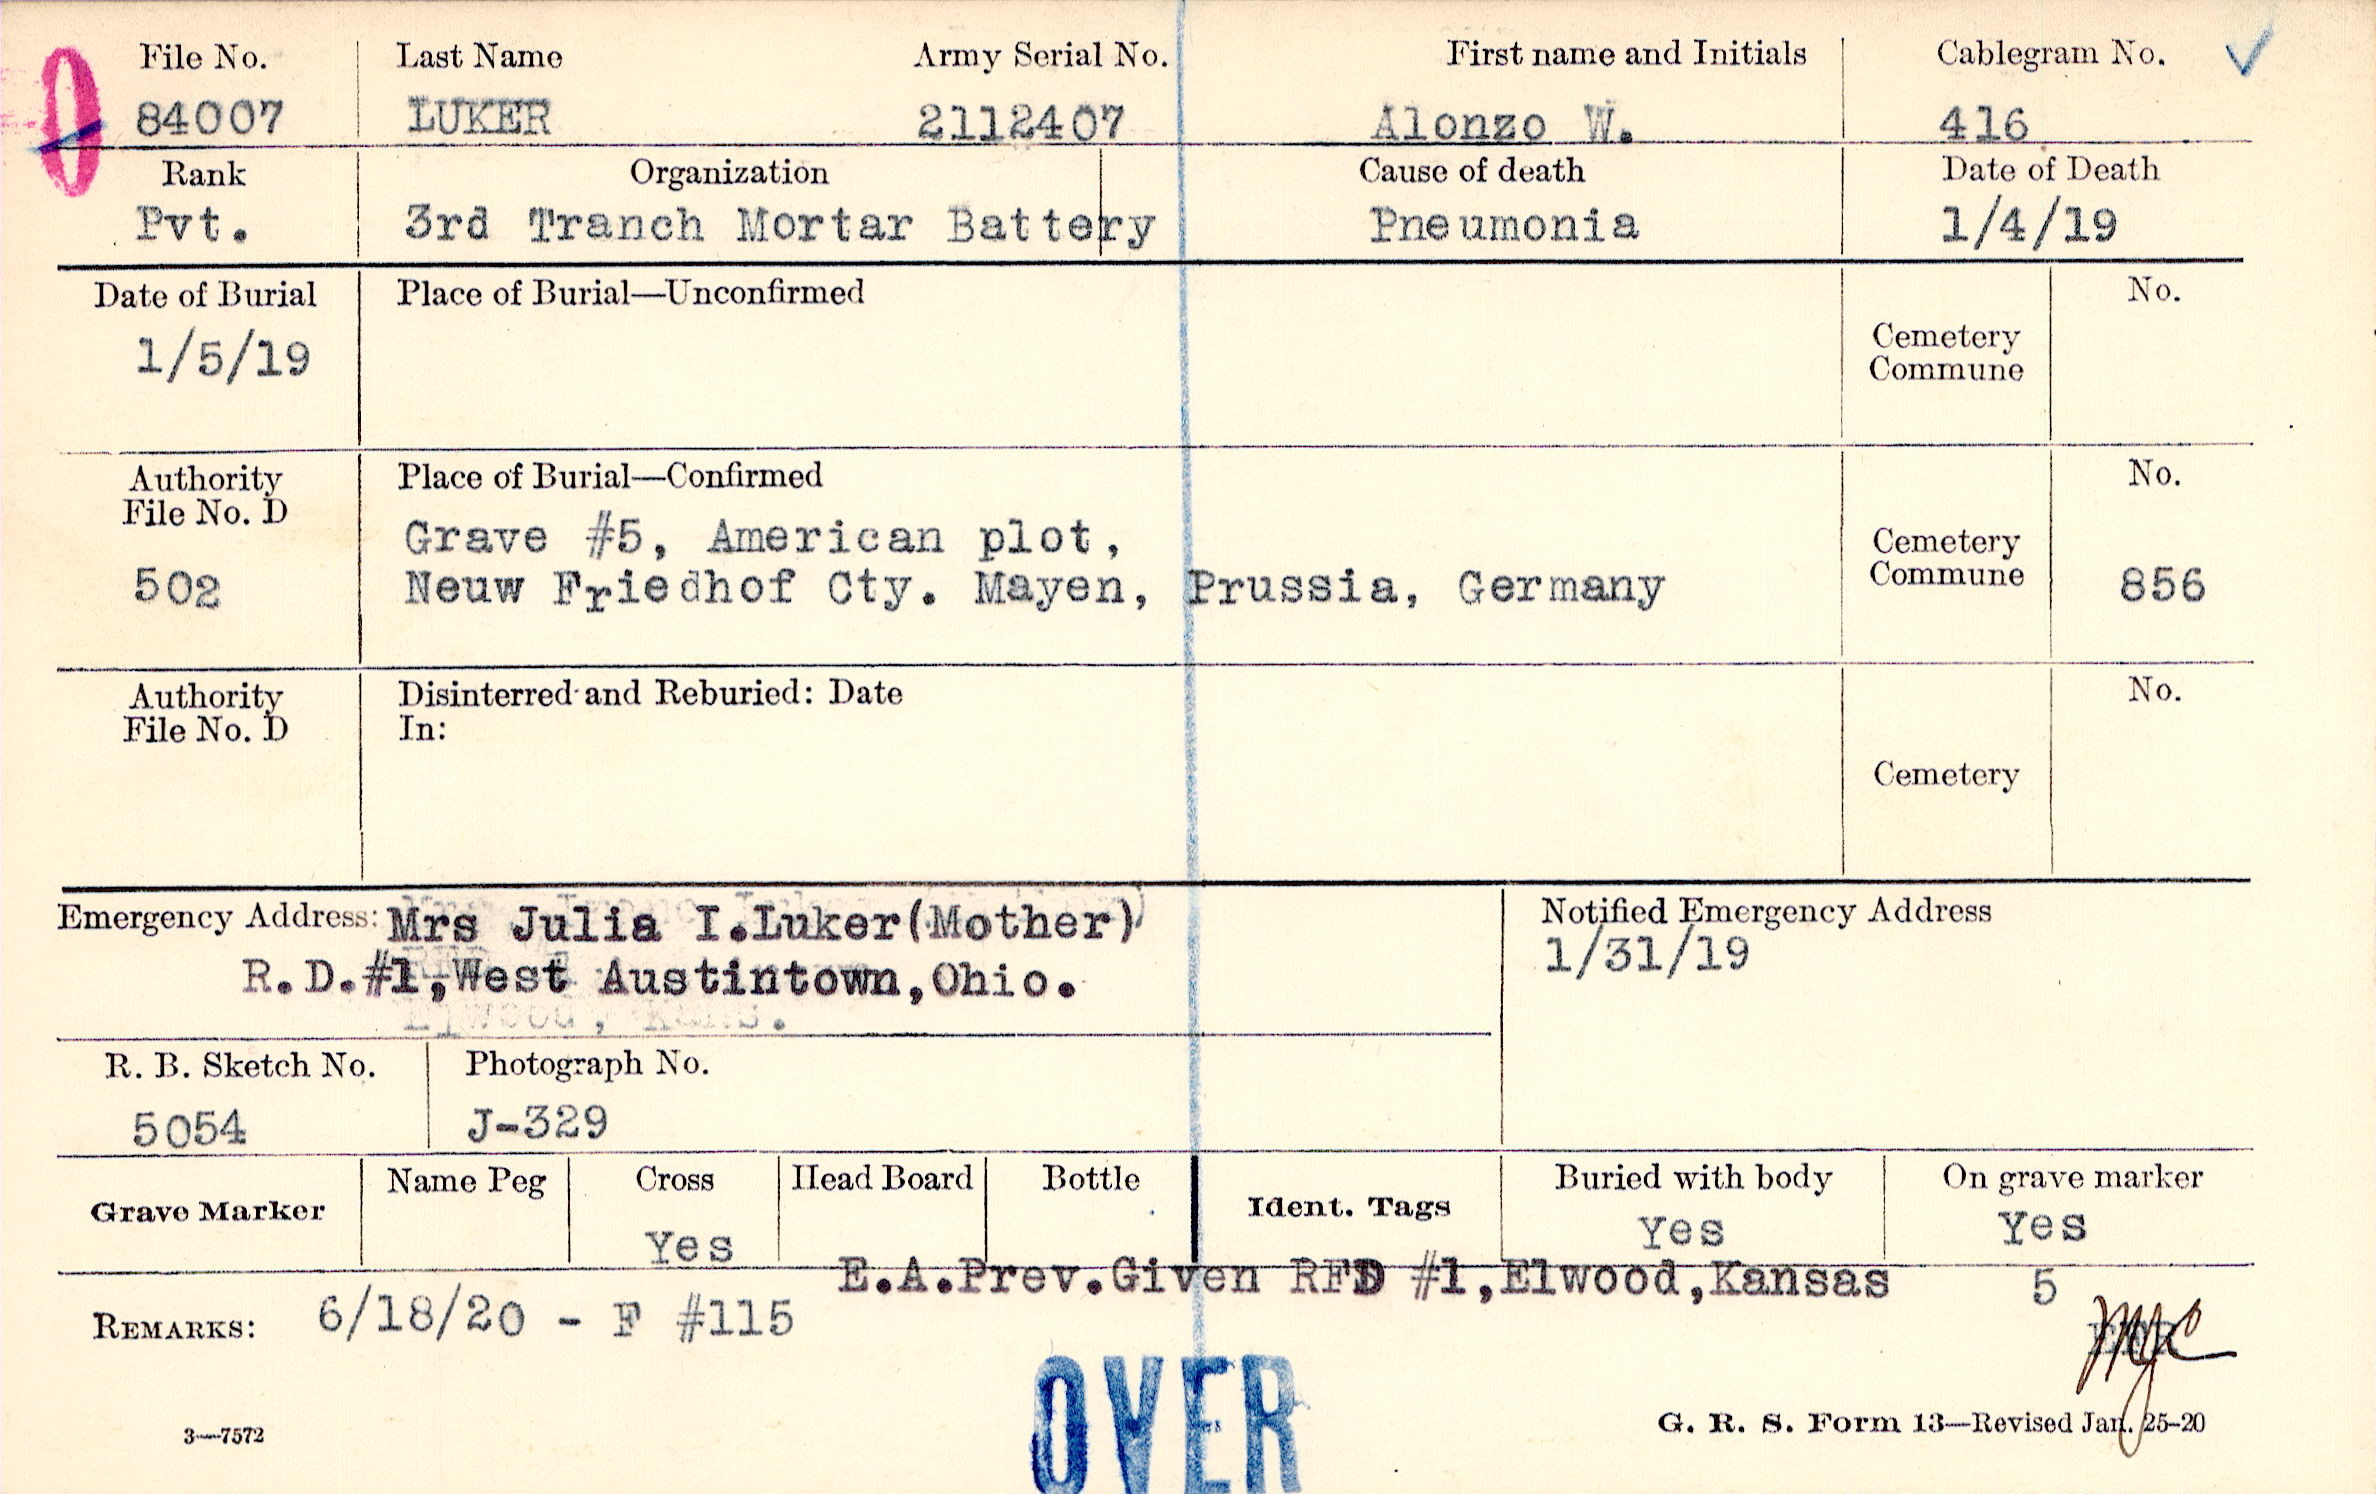 O
File No. Last Name Army Serial No. First name and Initials Cablegram No.
84007 LUKER 2112407 Alonzo W. 416
Rank Organization Cause of death Date of Death
Pvt. 3rd Tranch Mortar Battery Pneumonia 1/4/19
Date of Burial Place of Burial—Unconfirmed No.
1/5/19
Cemetery
Commune
Authority Place of Burial—Confirmed No.
File No. D
Grave #5, American plot,
Cemetery
Commune
502 Neuw Friedhof Cty. Mayen, Prussia, Germany 856
Authority Disinterred and Reburied: Date No.
File No. D In:
Cemetery
Emergency Address: Mrs Julia I.Luker(Mother) Notified Emergency Address
R.D.#1,West Austintown,Ohio. 1/31/19
Elwood, Kans.
R. B. Sketch No. Photograph No.
5054 J-329
Grave Marker Name Peg Cross Head Board Bottle Ident. Tags Buried with body On grave marker
Yes Yes Yes
E.A.Prev.Given RFD #1,Elwood,Kansas 5
REMARKS: 6/18/20 - F #115
OVER
3—7572 G. R. S. Form 13—Revised Jan. 25-20